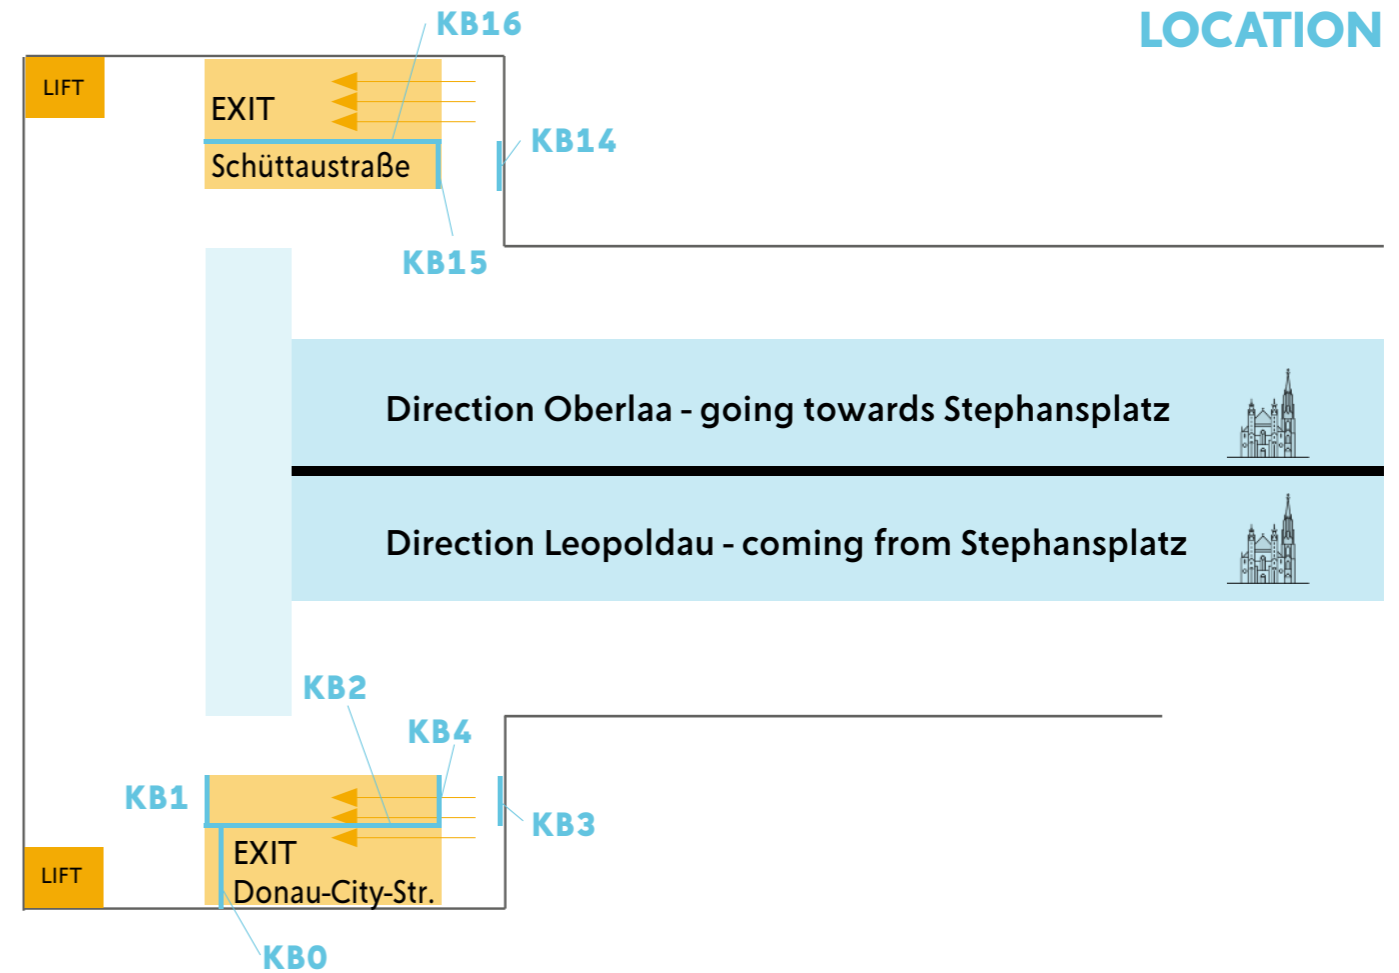 KB16
LOCATION
LIFT
EXIT
KB14
Schüttaustraße
KB15
Direction Oberlaa - going towards Stephansplatz
Direction Leopoldau - coming from Stephansplatz
KB2
KB4
KB1
KB3
EXIT
LIFT
Donau-City-Str.
KB0